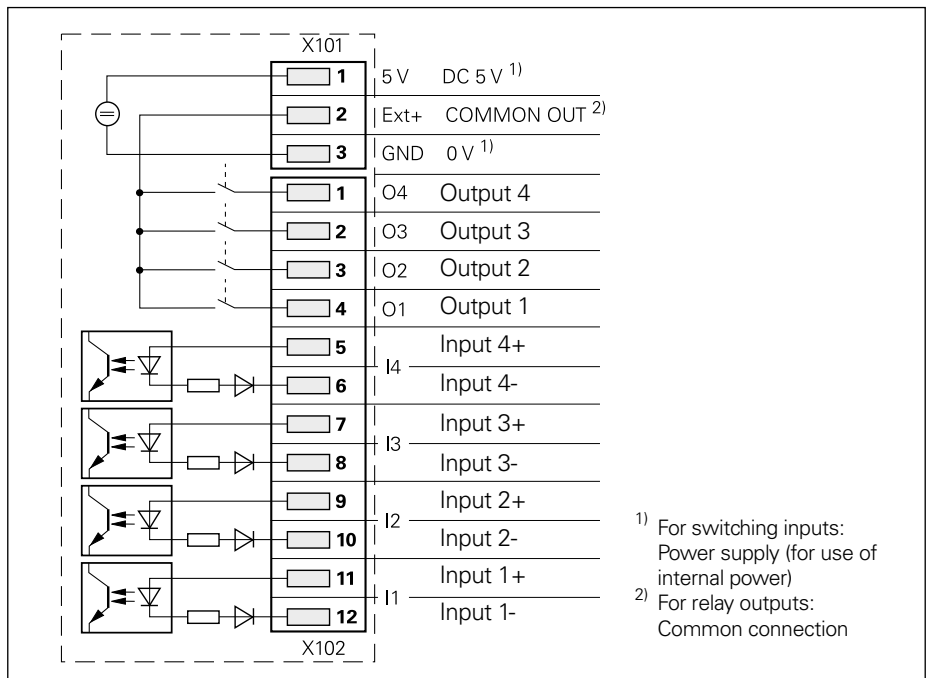 X101
1 5 V DC 5 V 1)
2 Ext+ COMMON OUT 2)
3 GND 0 V 1)
1 O4 Output 4
2 O3 Output 3
3 O2 Output 2
4 O1 Output 1
5 Input 4+
I4
6 Input 4-
7 Input 3+
I3
8 Input 3-
9 Input 2+
I2
10 Input 2-
11 Input 1+
I1
12 Input 1-
X102
1) For switching inputs:
Power supply (for use of
internal power)
2) For relay outputs:
Common connection